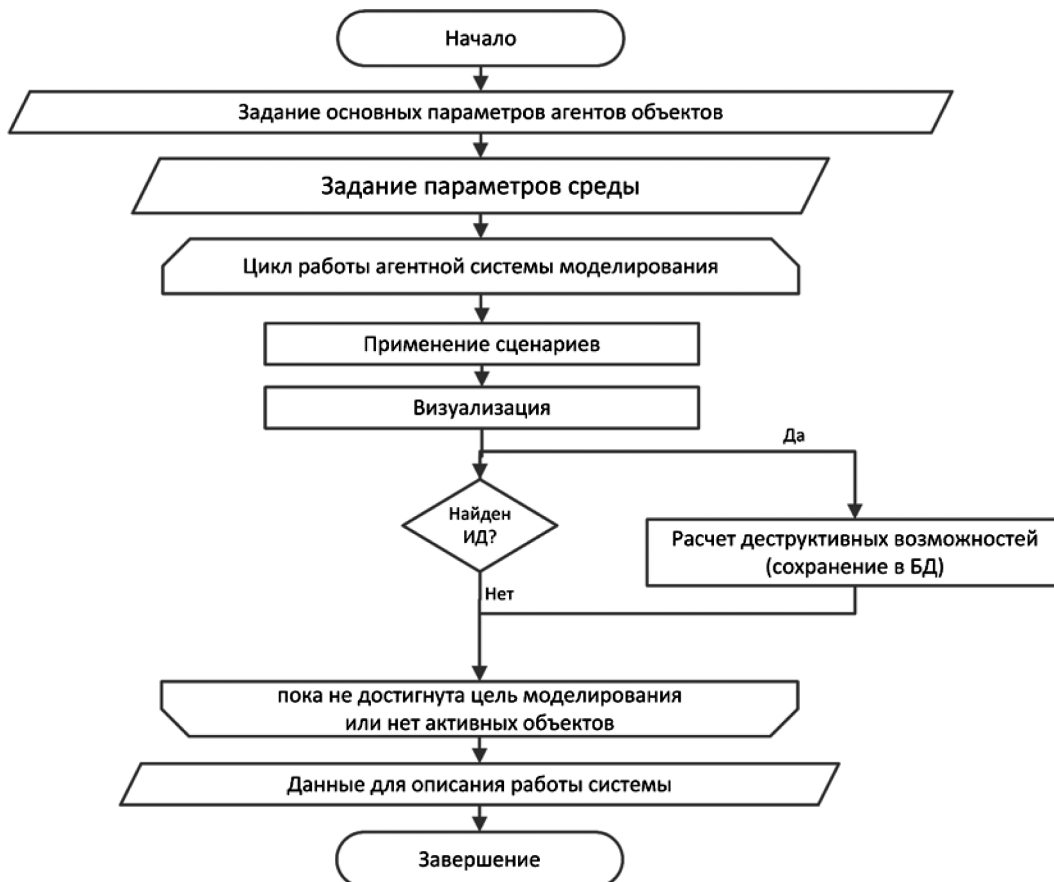 Начало
Задание основных параметров агентов объектов
Задание параметров среды
Цикл работы агентной системы моделирования
Применение сценариев
Визуализация
Да
Найден
ИД?
Расчет деструктивных возможностей
(сохранение в БД)
Нет
пока не достигнута цель моделирования
или нет активных объектов
Данные для описания работы системы
Завершение